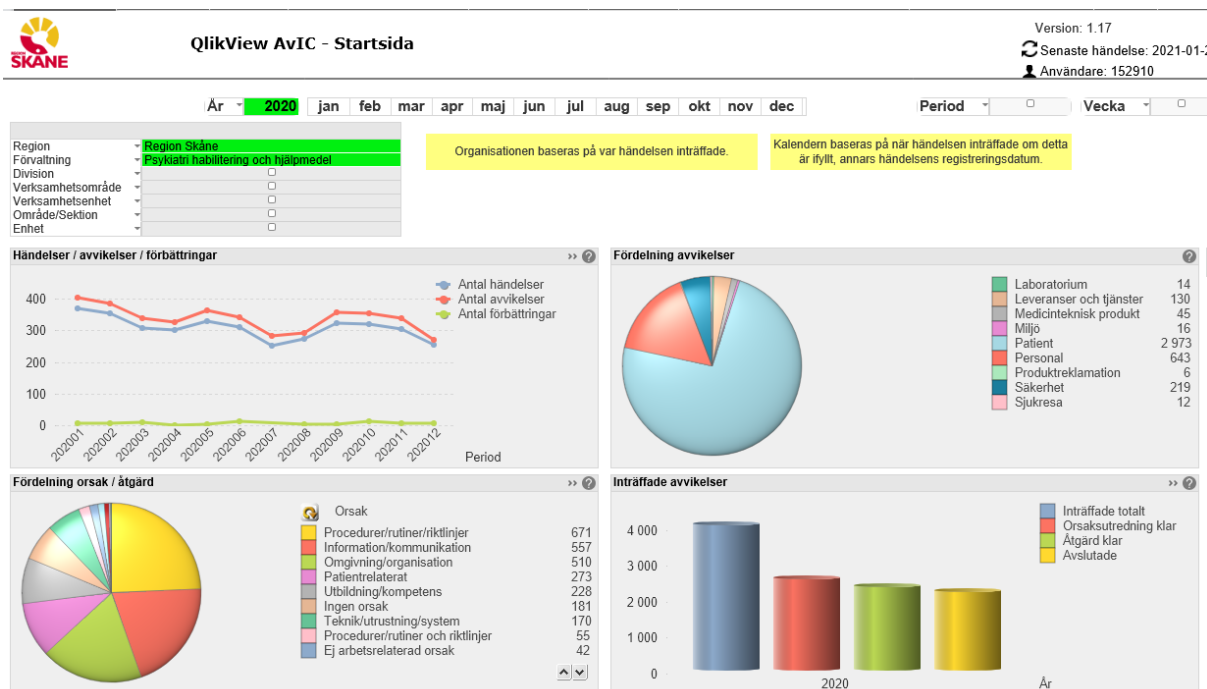 REGION
SKÅNE
QlikView AvIC - Startsida
Version: 1.17
Senaste händelse: 2021-01-2
Användare: 152910
År 2020 jan feb mar apr maj jun jul aug sep okt nov dec
Period Vecka
Region Region Skåne
Förvaltning Psykiatri habilitering och hjälpmedel
Division
Verksamhetsområde
Verksamhetsenhet
Område/Sektion
Enhet
Organisationen baseras på var händelsen inträffade.
Kalendern baseras på när händelsen inträffade om detta
är ifyllt, annars händelsens registreringsdatum.
Händelser / avvikelser / förbättringar
Antal händelser
Antal avvikelser
Antal förbättringar
400
300
200
100
0
202001 202002 202003 202004 202005 202006 202007 202008 202009 202010 202011 202012
Period
Fördelning avvikelser
Laboratorium 14
Leveranser och tjänster 130
Medicinteknisk produkt 45
Miljö 16
Patient 2 973
Personal 643
Produktreklamation 6
Säkerhet 219
Sjukresa 12
Fördelning orsak / åtgärd
Orsak
Procedurer/rutiner/riktlinjer 671
Information/kommunikation 557
Omgivning/organisation 510
Patientrelaterat 273
Utbildning/kompetens 228
Ingen orsak 181
Teknik/utrustning/system 170
Procedurer/rutiner och riktlinjer 55
Ej arbetsrelaterad orsak 42
Inträffade avvikelser
Inträffade totalt
Orsaksutredning klar
Åtgärd klar
Avslutade
4 000
3 000
2 000
1 000
0
2020
År